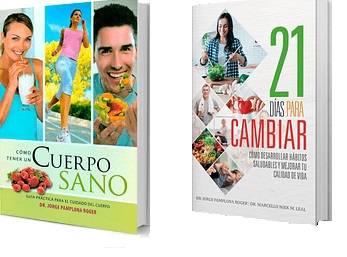 CÓMO
TENER UN
CUERPO
SANO
GUÍA PRÁCTICA PARA EL CUIDADO DEL CUERPO
DR. JORGE PAMPLONA ROGER
21
DÍAS PARA
CAMBIAR
CÓMO DESARROLLAR HÁBITOS
SALUDABLES Y MEJORAR TU
CALIDAD DE VIDA
DR. JORGE PAMPLONA ROGER | DR. MARCELLO NIEK M. LEAL